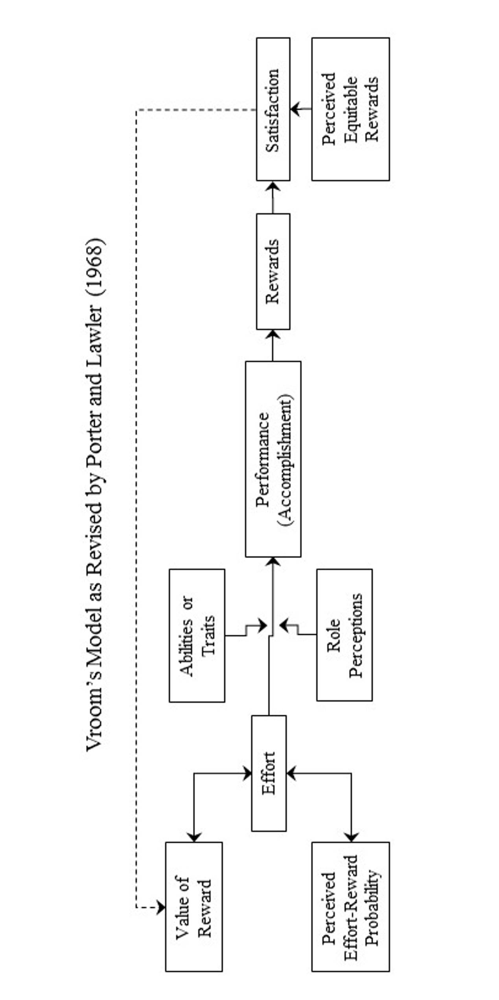 Vroom's Model as Revised by Porter and Lawler (1968)
Value of
Reward
Perceived
Effort-Reward
Probability
Effort
Abilities or
Traits
Role
Perceptions
Performance
(Accomplishment)
Rewards
Satisfaction
Perceived
Equitable
Rewards